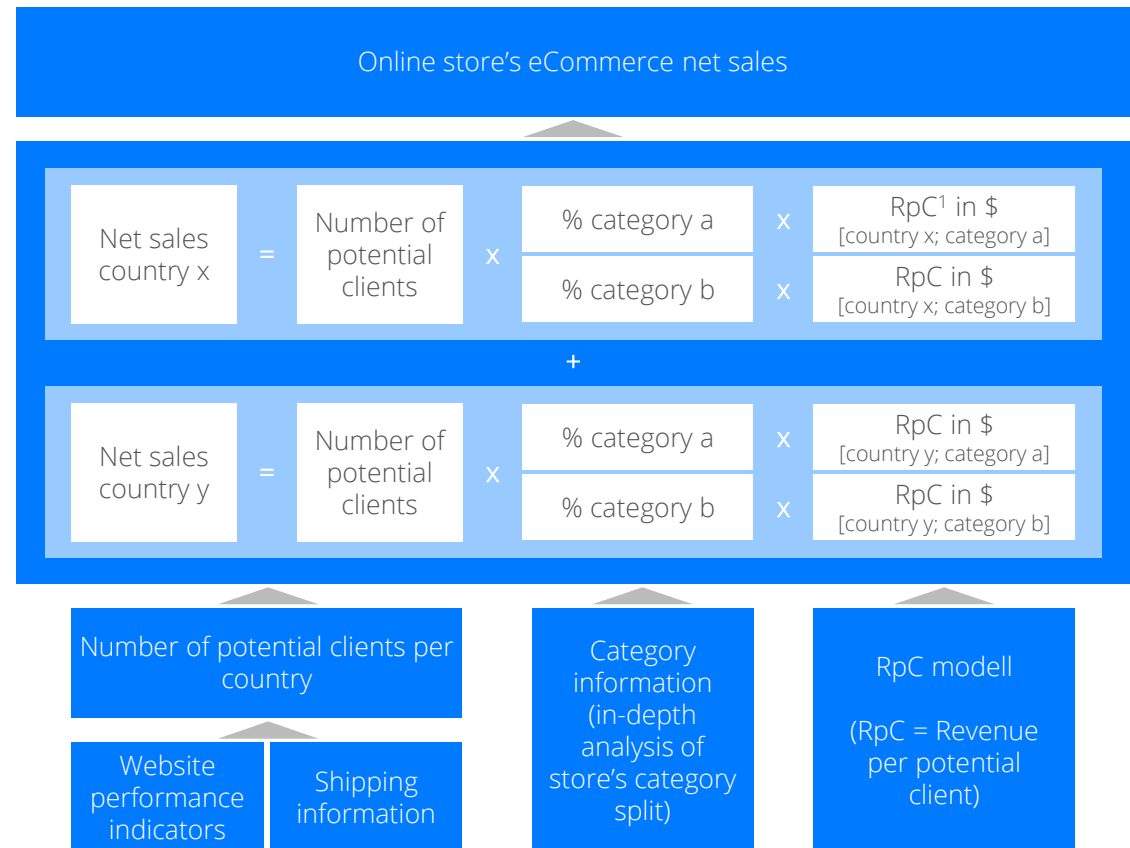 Online store’s eCommerce net sales
Net sales
country x
=
Number of
potential
clients
x
% category a
x
RpC¹ in $
[country x; category a]
% category b
x
RpC in $
[country x; category b]
+
Net sales
country y
=
Number of
potential
clients
x
% category a
x
RpC in $
[country y; category a]
% category b
x
RpC in $
[country y; category b]
Number of potential clients per
country
Website
performance
indicators
Shipping
information
Category
information
(in-depth
analysis of
store’s category
split)
RpC modell
(RpC = Revenue
per potential
client)